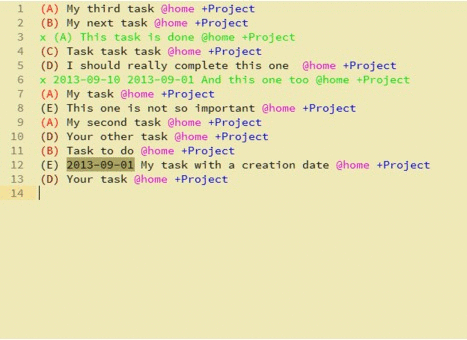 1 (A) My third task @home +Project
2 (B) My next task @home +Project
3 x (A) This task is done @home +Project
4 (C) Task task task @home +Project
5 (D) I should really complete this one  @home +Project
6 x 2013-09-10 2013-09-01 And this one too @home +Project
7 (A) My task @home +Project
8 (E) This one is not so important @home +Project
9 (A) My second task @home +Project
10 (D) Your other task @home +Project
11 (B) Task to do @home +Project
12 (E) 2013-09-01 My task with a creation date @home +Project
13 (D) Your task @home +Project
14